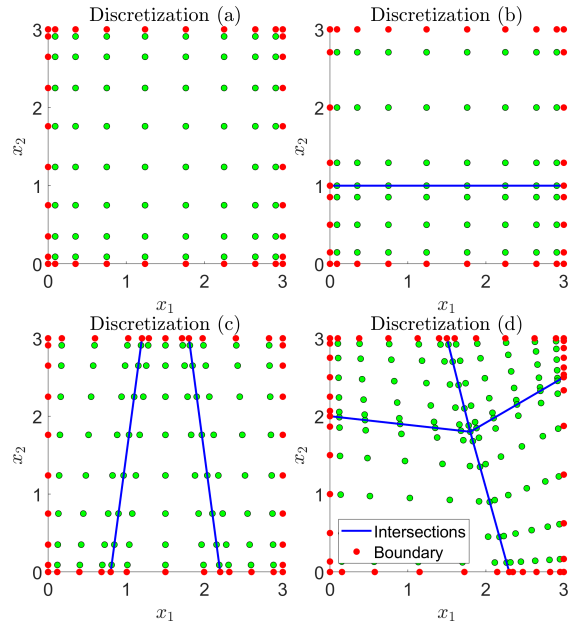 Discretization (a)
3
2
1
0
x₂
0 1 2 3
x₁
Discretization (b)
3
2
1
0
x₂
0 1 2 3
x₁
Discretization (c)
3
2
1
0
x₂
0 1 2 3
x₁
Discretization (d)
3
2
1
0
x₂
0 1 2 3
x₁
Intersections
Boundary